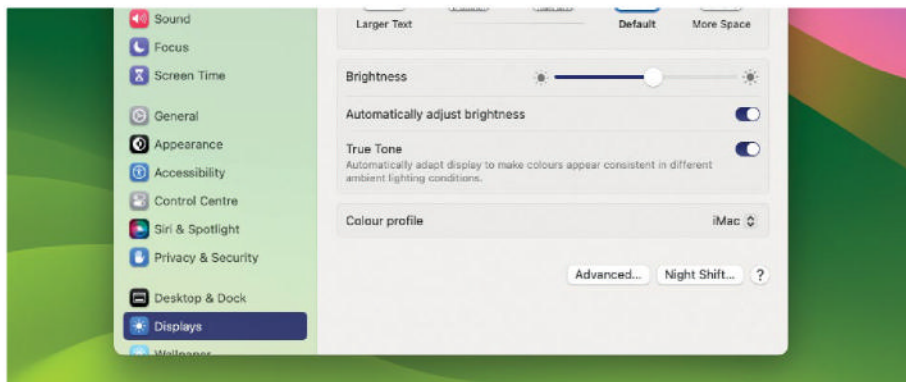 Sound
Focus
Screen Time
General
Appearance
Accessibility
Control Centre
Siri & Spotlight
Privacy & Security
Desktop & Dock
Displays
Wallpaper
Larger Text
Default
More Space
Brightness
Automatically adjust brightness
True Tone
Automatically adapt display to make colours appear consistent in different
ambient lighting conditions.
Colour profile
iMac
Advanced...
Night Shift...
?